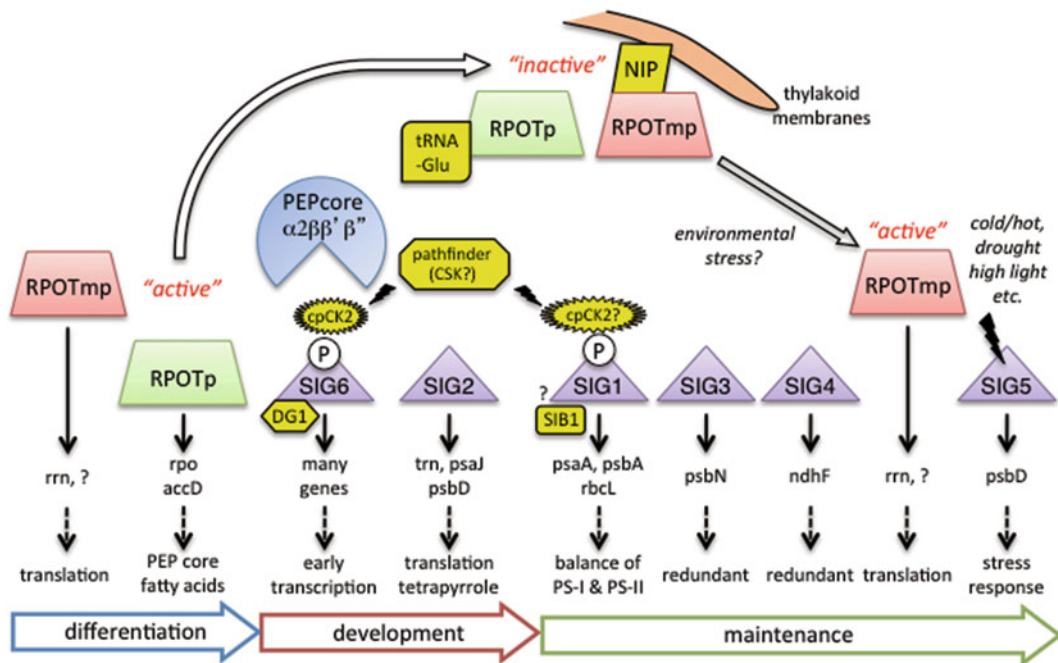 "inactive"
NIP
thylakoid
membranes
RPOTp
RPOTmp
tRNA
-Glu
PEPcore
α2ββ' β"
pathfinder
(CSK?)
environmental
stress?
"active"
cold/hot,
drought
high light
etc.
RPOTmp
"active"
RPOTmp
cpCK2
cpCK2?
P
P
RPOTp
SIG6
DG1
SIG2
?
SIG1
SIB1
SIG3
SIG4
SIG5
rrn, ?
rpo
accD
many
genes
trn, psaJ
psbD
psaA, psbA
rbcL
psbN
ndhF
rrn, ?
psbD
translation
PEP core
fatty acids
early
transcription
translation
tetrapyrrole
balance of
PS-I & PS-II
redundant
redundant
translation
stress
response
differentiation
development
maintenance